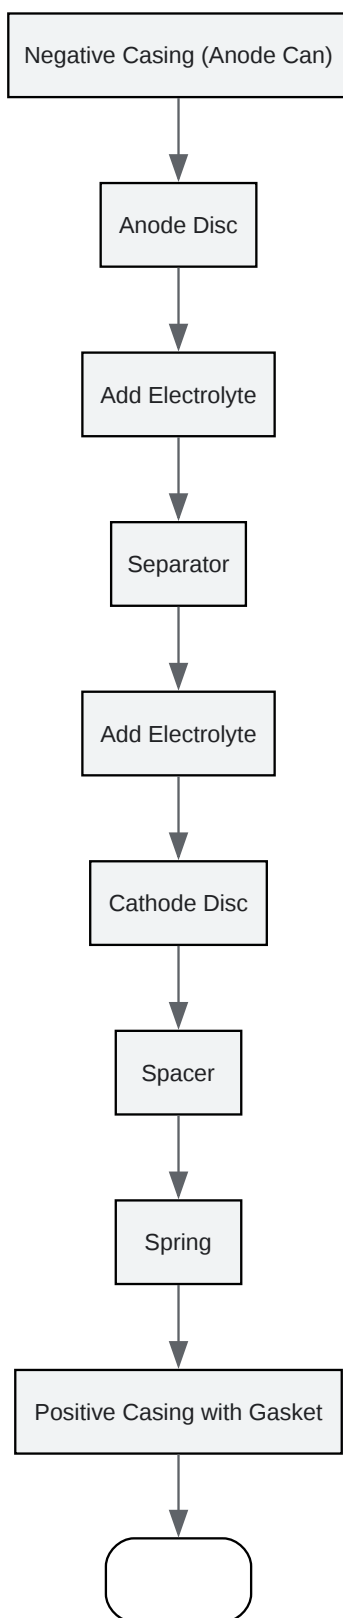 Negative Casing (Anode Can)
Anode Disc
Add Electrolyte
Separator
Add Electrolyte
Cathode Disc
Spacer
Spring
Positive Casing with Gasket